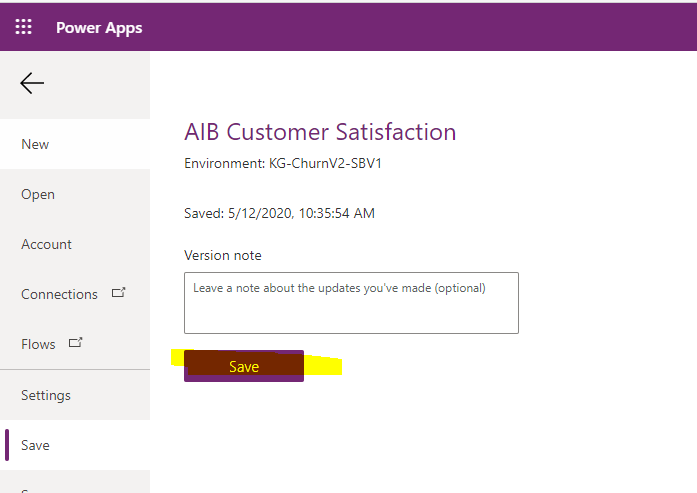 Power Apps
AIB Customer Satisfaction
Environment: KG-ChurnV2-SBV1
Saved: 5/12/2020, 10:35:54 AM
Version note
Leave a note about the updates you've made (optional)
Save
New
Open
Account
Connections
Flows
Settings
Save